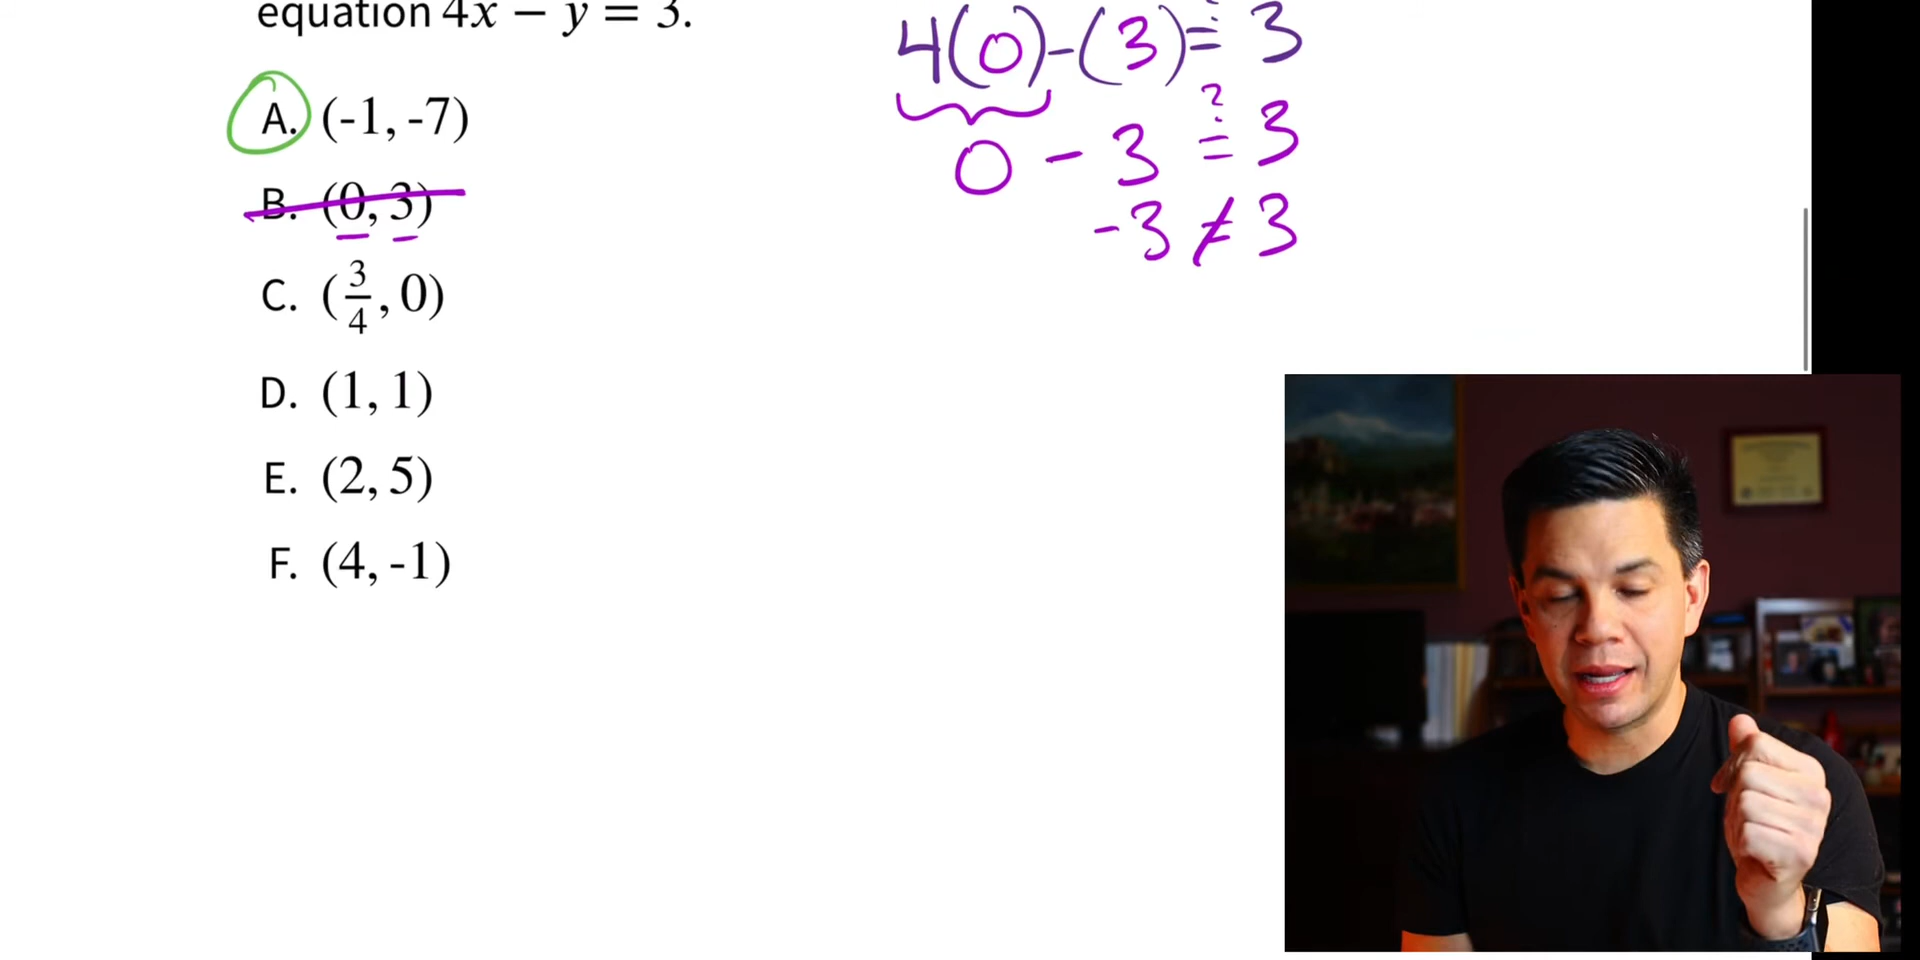 equation 4x − y = 3.
A. (-1, -7)
B. (0, 3)
C. (3/4, 0)
D. (1, 1)
E. (2, 5)
F. (4, -1)
4(0)-(3)≟3
0 - 3 ≟ 3
-3 ≠ 3